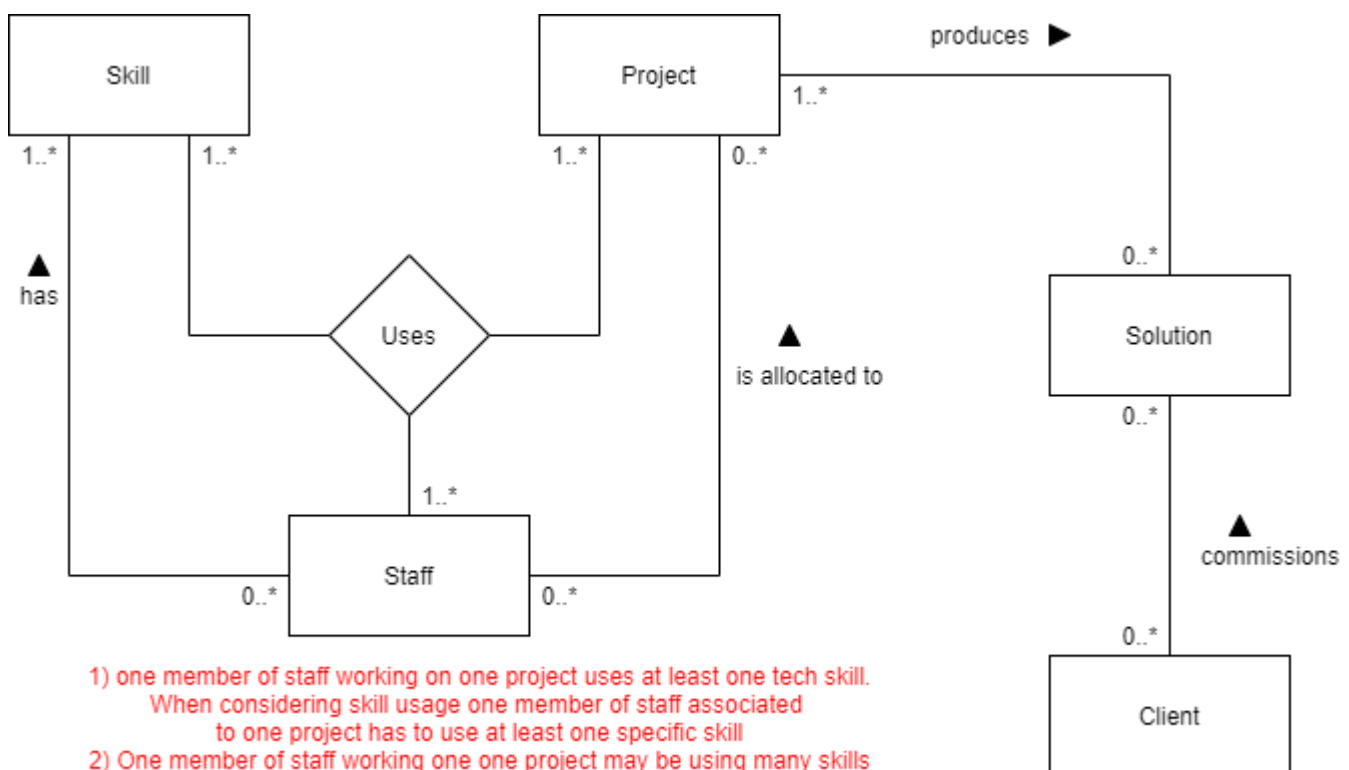 produces ▶
Skill
Project
1..*
1..*
1..*
1..*
0..*
0..*
has
Uses
Solution
is allocated to
0..*
1..*
commissions
Staff
0..*
0..*
0..*
1) one member of staff working on one project uses at least one tech skill.
When considering skill usage one member of staff associated
to one project has to use at least one specific skill
Client
2) One member of staff working one one project may be using many skills